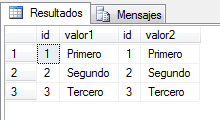 Resultados Mensajes
id valor1 id valor2
1 1 Primero 1 Primero
2 2 Segundo 2 Segundo
3 3 Tercero 3 Tercero